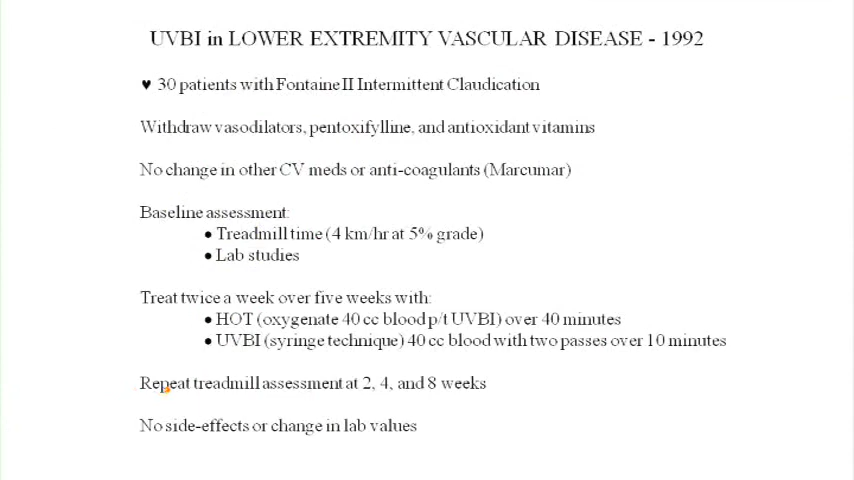 UVBI in LOWER EXTREMITY VASCULAR DISEASE - 1992
♥ 30 patients with Fontaine II Intermittent Claudication
Withdraw vasodilators, pentoxifylline, and antioxidant vitamins
No change in other CV meds or anti-coagulants (Marcumar)
Baseline assessment:
• Treadmill time (4 km/hr at 5% grade)
• Lab studies
Treat twice a week over five weeks with:
• HOT (oxygenate 40 cc blood p/t UVBI) over 40 minutes
• UVBI (syringe technique) 40 cc blood with two passes over 10 minutes
Repeat treadmill assessment at 2, 4, and 8 weeks
No side-effects or change in lab values